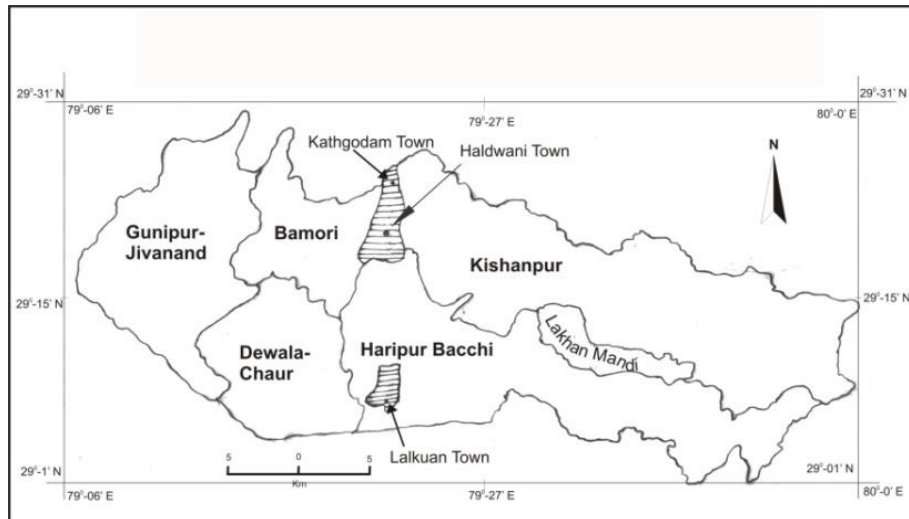 29°-31' N
79°-06' E
79°-27' E
29°-31' N
80°-0' E
Kathgodam Town
Haldwani Town
N
Gunipur-
Jivanand
Bamori
Kishanpur
29°-15' N
29°-15' N
Dewala-
Chaur
Haripur Bacchi
Lakhan Mandi
Lalkuan Town
5 0 5
Km
29°-1' N
79°-06' E
79°-27' E
29°-01' N
80°-0' E